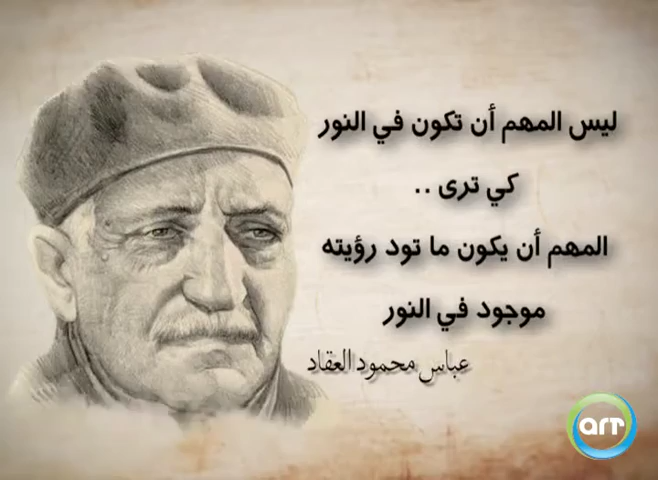 ليس المهم أن تكون في النور
كي ترى ..
المهم أن يكون ما تود رؤيته
موجود في النور
عباس محمود العقاد
art